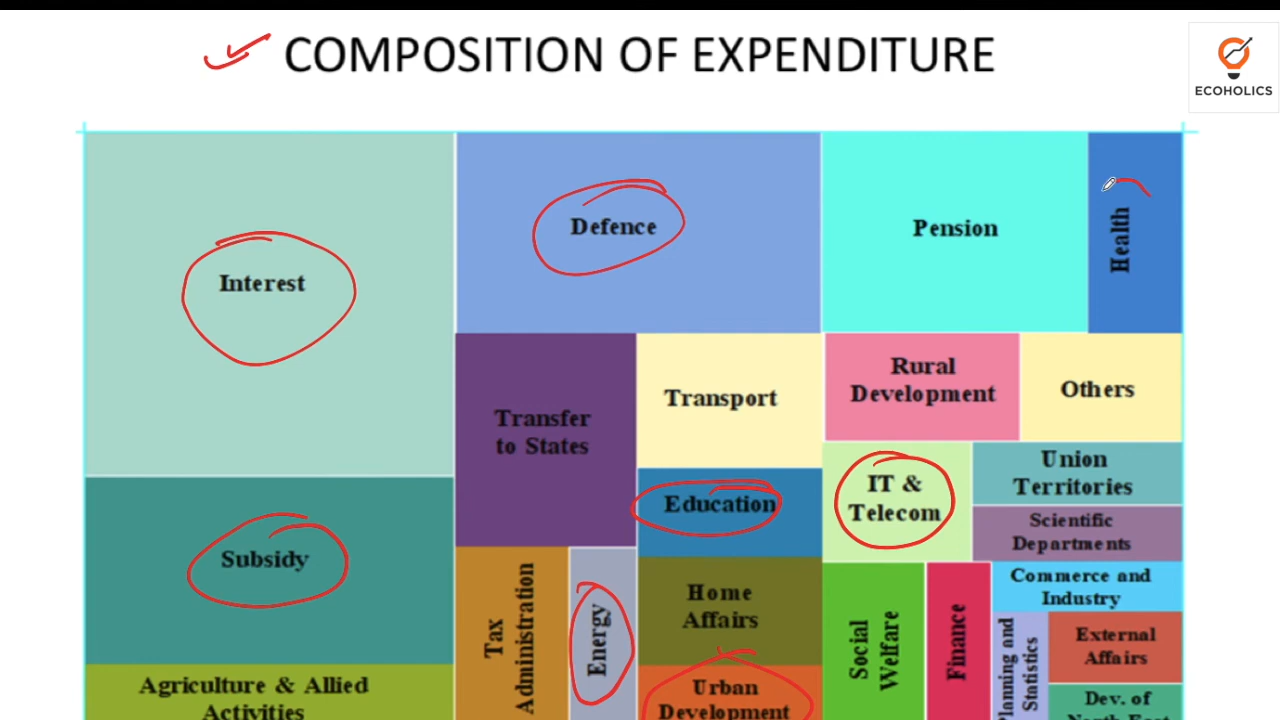 COMPOSITION OF EXPENDITURE
ECOHOLICS
Interest
Defence
Pension
Health
Transfer
to States
Transport
Rural
Development
Others
Subsidy
Education
IT &
Telecom
Union
Territories
Scientific
Departments
Tax
Administration
Energy
Home
Affairs
Social
Welfare
Finance
Commerce and
Industry
Planning and
Statistics
External
Affairs
Agriculture & Allied
Activities
Urban
Development
Dev. of
North East